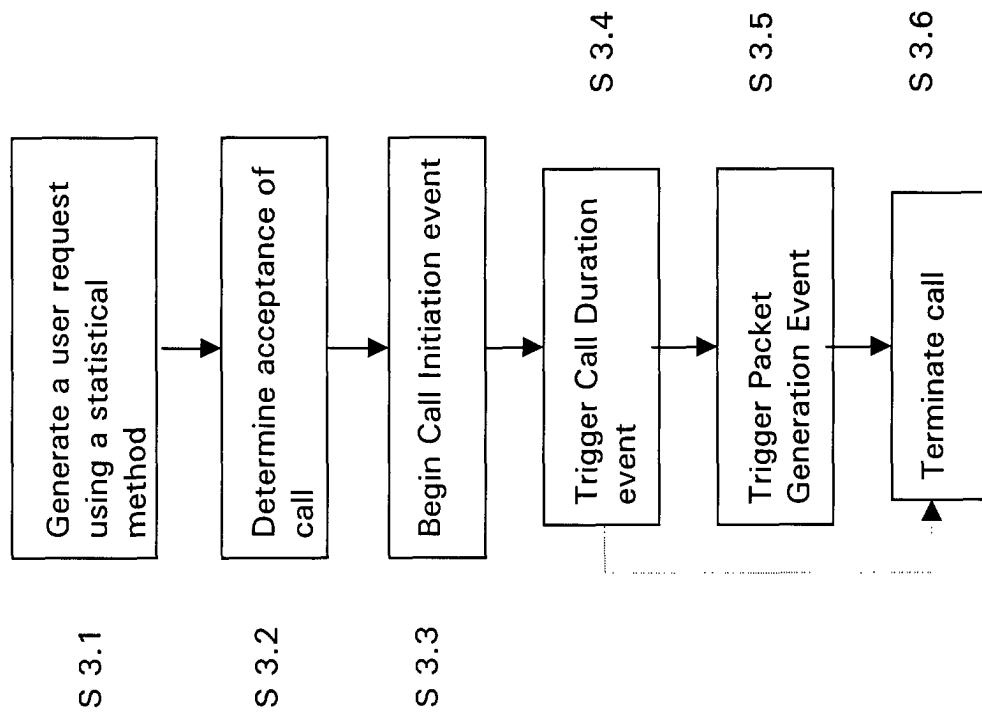 S 3.1
Generate a user request
using a statistical
method
S 3.2
Determine acceptance of
call
S 3.3
Begin Call Initiation event
Trigger Call Duration
event
S 3.4
Trigger Packet
Generation Event
S 3.5
Terminate call
S 3.6